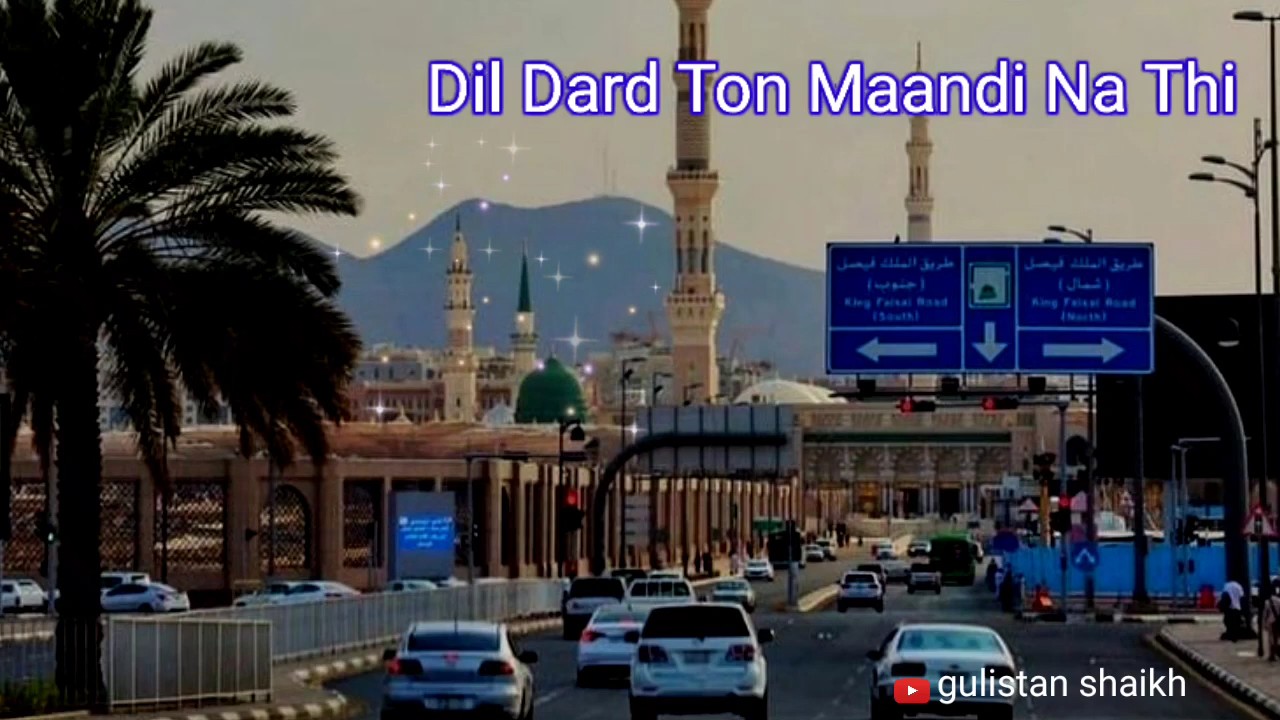 Dil Dard Ton Maandi Na Thi
طريق الملك فيصل
(جنوب)
King Faisal Road
(South)
طريق الملك فيصل
(شمال)
King Faisal Road
(North)
gulistan shaikh